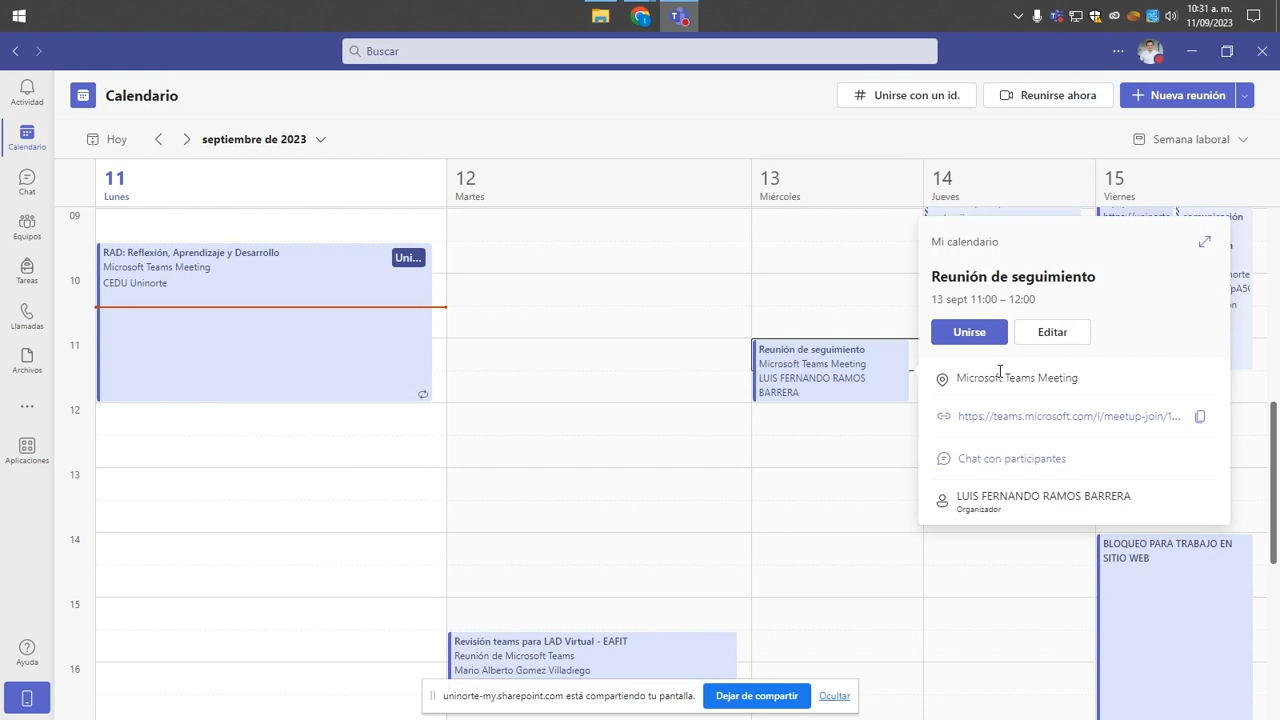 10:31 a. m.
11/09/2023
Buscar
Actividad
Calendario
Chat
Equipos
Tareas
Llamadas
Archivos
Aplicaciones
Ayuda
Calendario
Unirse con un id.
Reunirse ahora
Nueva reunión
Hoy
septiembre de 2023
Semana laboral
11
Lunes
12
Martes
13
Miércoles
14
Jueves
15
Viernes
09
10
11
12
13
14
15
16
RAD: Reflexión, Aprendizaje y Desarrollo
Microsoft Teams Meeting
CEDU Uninorte
Uni...
Reunión de seguimiento
Microsoft Teams Meeting
LUIS FERNANDO RAMOS
BARRERA
Revisión teams para LAD Virtual - EAFIT
Reunión de Microsoft Teams
Mario Alberto Gomez Villadiego
Mi calendario
Reunión de seguimiento
13 sept 11:00 – 12:00
Unirse
Editar
Microsoft Teams Meeting
https://teams.microsoft.com/l/meetup-join/1...
Chat con participantes
LUIS FERNANDO RAMOS BARRERA
Organizador
BLOQUEO PARA TRABAJO EN
SITIO WEB
uninorte-my.sharepoint.com está compartiendo tu pantalla.
Dejar de compartir
Ocultar